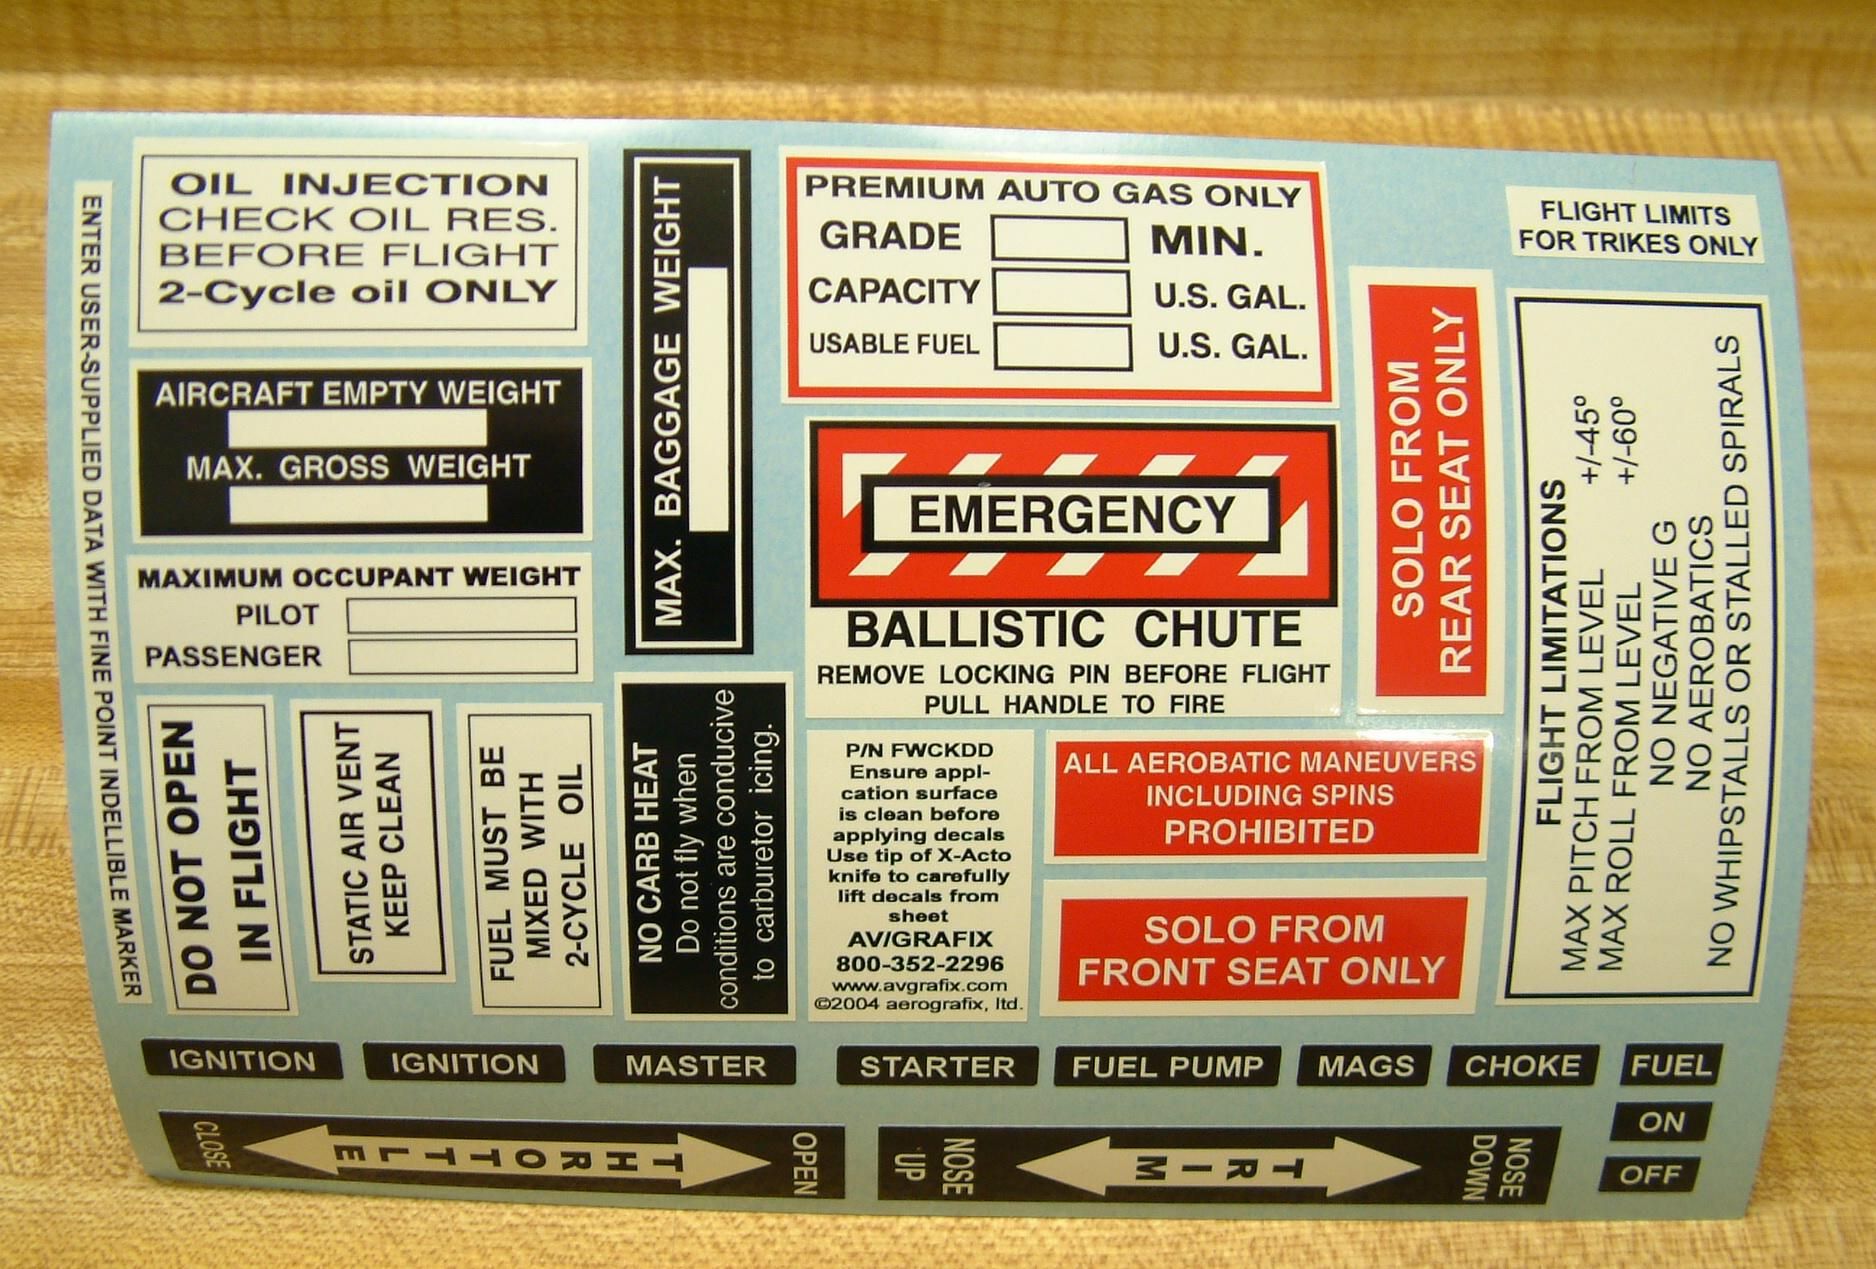 ENTER USER-SUPPLIED DATA WITH FINE POINT INDELLIBLE MARKER
OIL INJECTION
CHECK OIL RES.
BEFORE FLIGHT
2-Cycle oil ONLY
AIRCRAFT EMPTY WEIGHT
MAX. GROSS WEIGHT
MAXIMUM OCCUPANT WEIGHT
PILOT
PASSENGER
DO NOT OPEN
IN FLIGHT
STATIC AIR VENT
KEEP CLEAN
FUEL MUST BE
MIXED WITH
2-CYCLE OIL
MAX. BAGGAGE WEIGHT
NO CARB HEAT
Do not fly when
conditions are conducive
to carburetor icing.
PREMIUM AUTO GAS ONLY
GRADE MIN.
CAPACITY U.S. GAL.
USABLE FUEL U.S. GAL.
EMERGENCY
BALLISTIC CHUTE
REMOVE LOCKING PIN BEFORE FLIGHT
PULL HANDLE TO FIRE
P/N FWCKDD
Ensure appl-
cation surface
is clean before
applying decals
Use tip of X-Acto
knife to carefully
lift decals from
sheet
AV/GRAFIX
800-352-2296
www.avgrafix.com
©2004 aerografix, ltd.
SOLO FROM
REAR SEAT ONLY
ALL AEROBATIC MANEUVERS
INCLUDING SPINS
PROHIBITED
SOLO FROM
FRONT SEAT ONLY
FLIGHT LIMITS
FOR TRIKES ONLY
FLIGHT LIMITATIONS
MAX PITCH FROM LEVEL +/-45º
MAX ROLL FROM LEVEL +/-60º
NO NEGATIVE G
NO AEROBATICS
NO WHIPSTALLS OR STALLED SPIRALS
IGNITION
IGNITION
MASTER
STARTER
FUEL PUMP
MAGS
CHOKE
FUEL
ON
OFF
CLOSE
THROTTLE
OPEN
NOSE
UP
TRIM
NOSE
DOWN